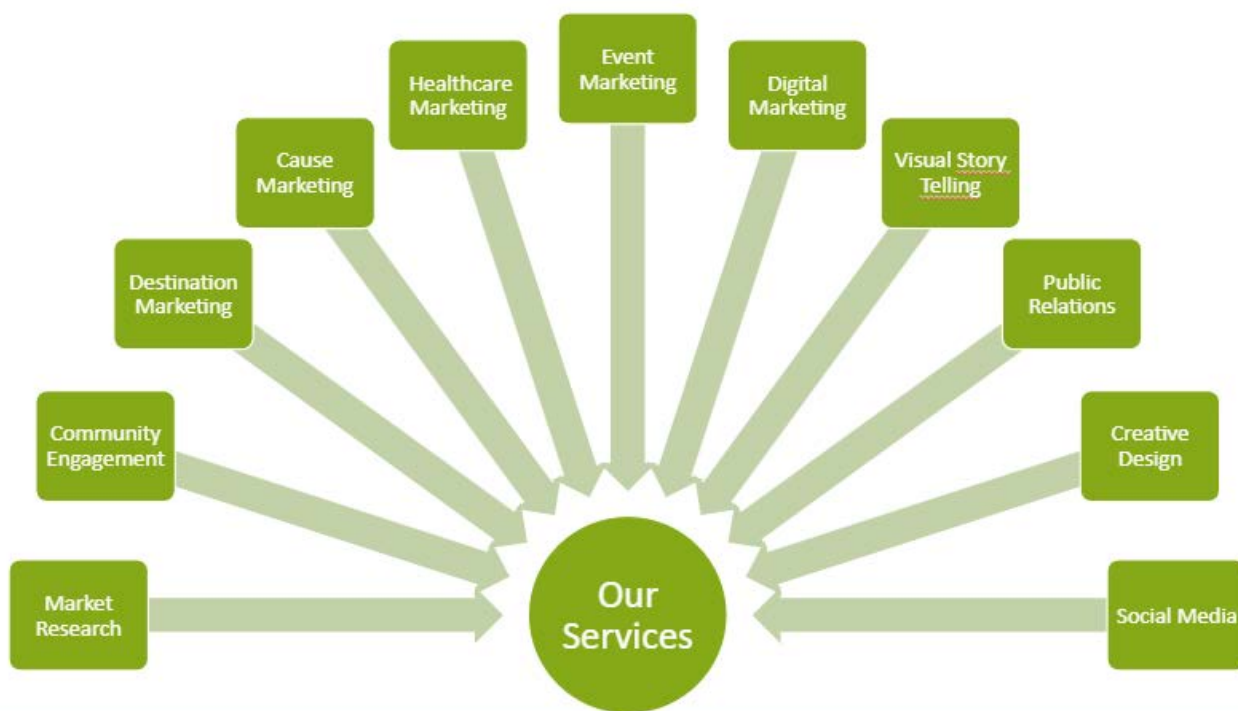 Event
Marketing
Healthcare
Marketing
Digital
Marketing
Cause
Marketing
Visual Story
Telling
Destination
Marketing
Public
Relations
Community
Engagement
Creative
Design
Market
Research
Our
Services
Social Media